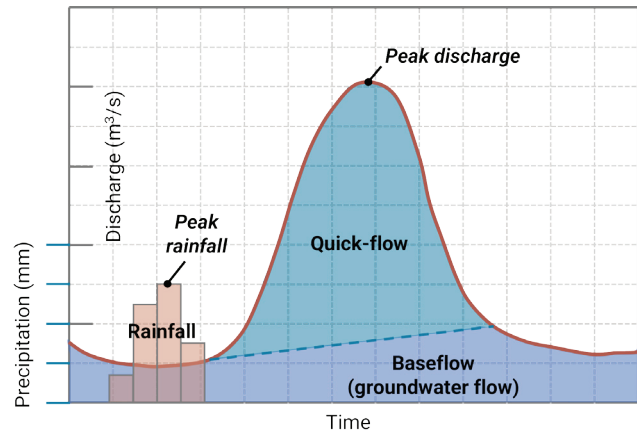 Peak discharge
Discharge (m³/s)
Peak
rainfall
Quick-flow
Precipitation (mm)
Rainfall
Baseflow
(groundwater flow)
Time